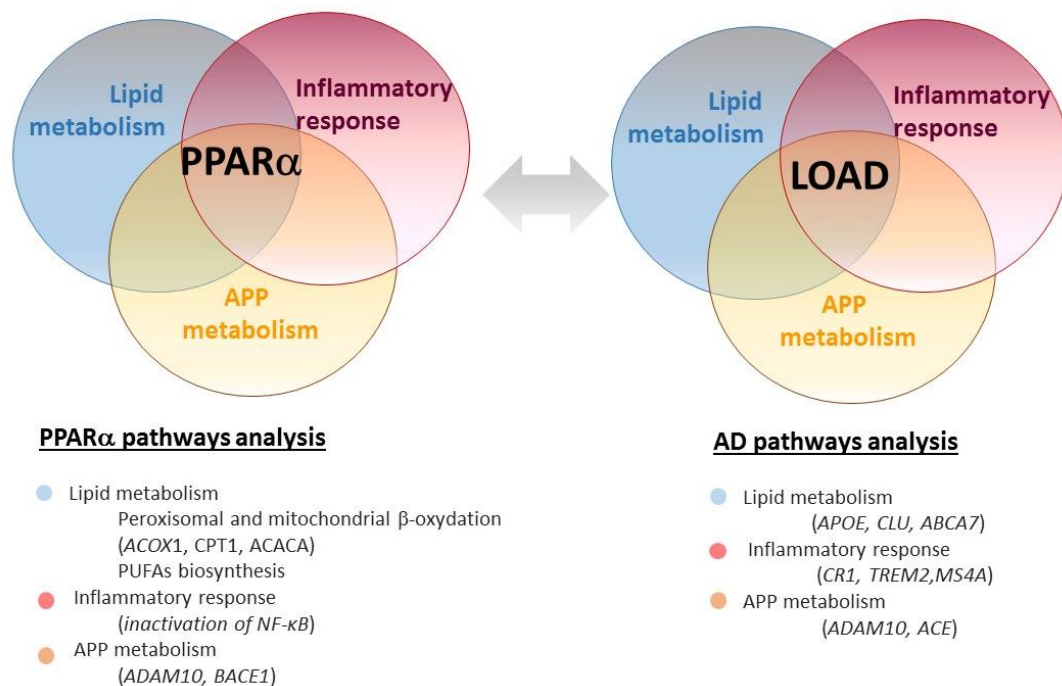 Lipid
metabolism
Inflammatory
response
PPARα
APP
metabolism
Lipid
metabolism
Inflammatory
response
LOAD
APP
metabolism
PPARα pathways analysis
Lipid metabolism
Peroxisomal and mitochondrial β-oxydation
(ACOX1, CPT1, ACACA)
PUFAs biosynthesis
Inflammatory response
(inactivation of NF-κB)
APP metabolism
(ADAM10, BACE1)
AD pathways analysis
Lipid metabolism
(APOE, CLU, ABCA7)
Inflammatory response
(CR1, TREM2,MS4A)
APP metabolism
(ADAM10, ACE)